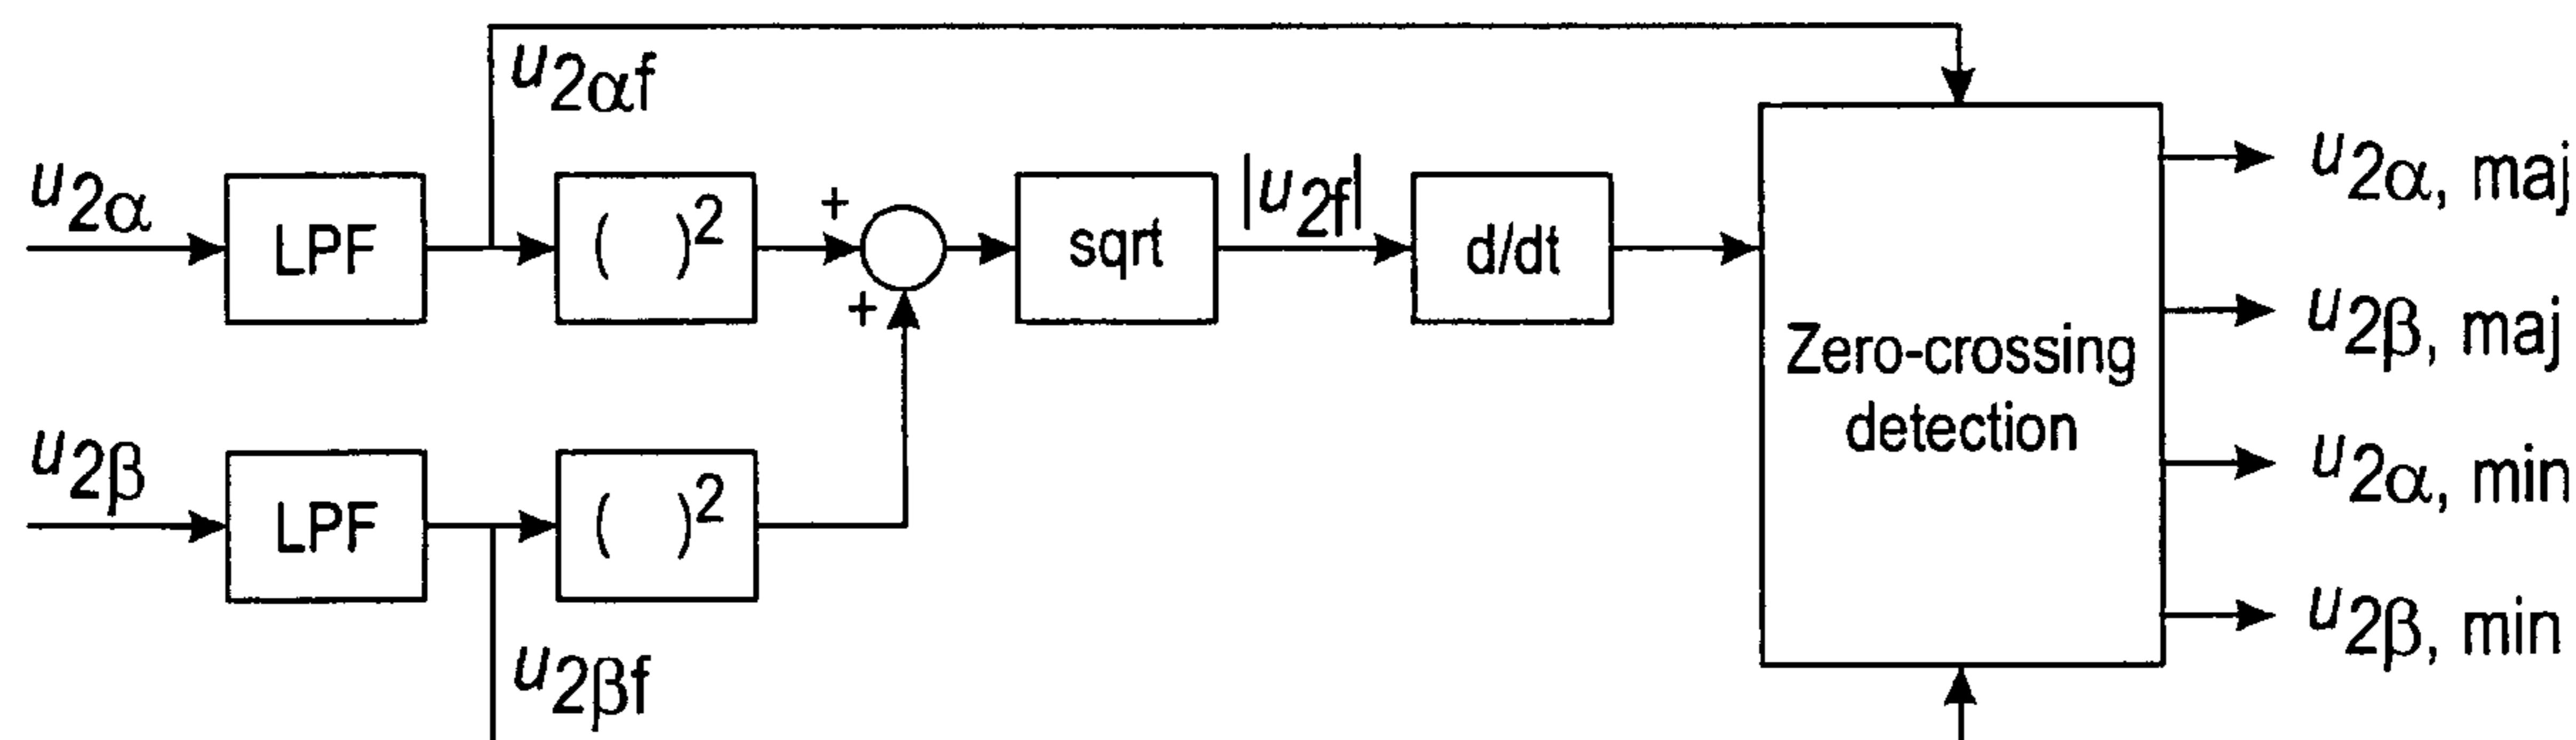 u2αf
u2α
LPF
( )2
+
+
sqrt
|u2f|
d/dt
Zero-crossing
detection
u2α, maj
u2β, maj
u2α, min
u2β, min
u2β
LPF
( )2
u2βf